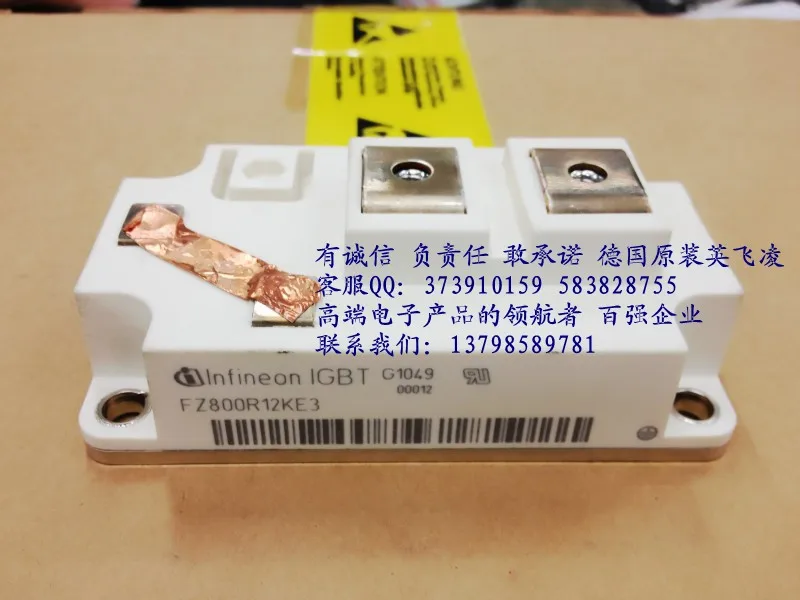 有诚信 负责任 敢承诺 德国原装英飞凌
客服QQ: 373910159 583828755
高端电子产品的领航者 百强企业
联系我们: 13798589781
Infineon IGBT G1049
00012
FZ800R12KE3